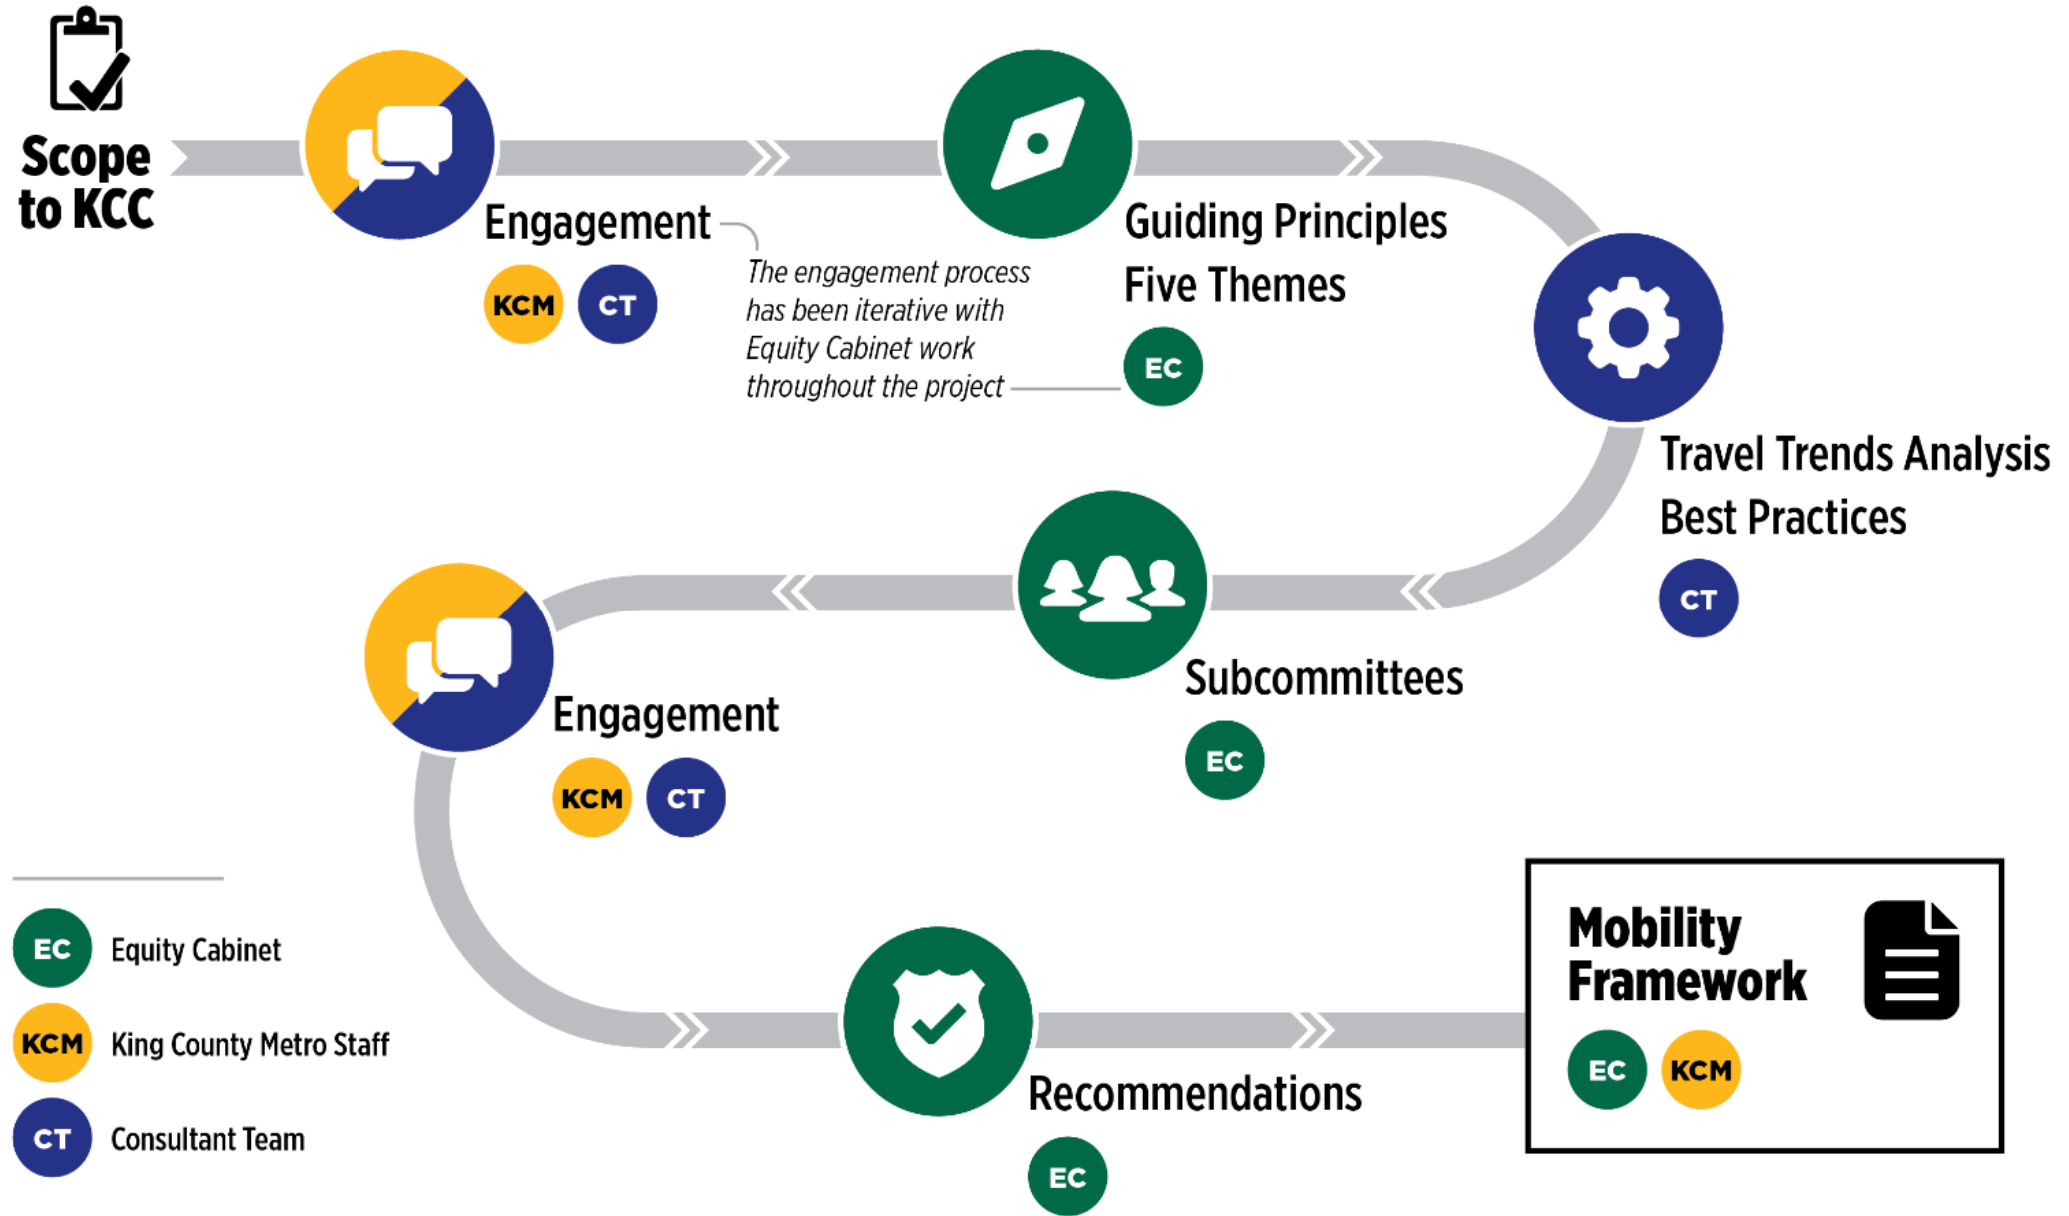 Scope
to KCC
Engagement
KCM CT
The engagement process
has been iterative with
Equity Cabinet work
throughout the project
Guiding Principles
Five Themes
EC
Travel Trends Analysis
Best Practices
CT
Subcommittees
EC
Engagement
KCM CT
Recommendations
EC
Mobility
Framework
EC KCM
EC Equity Cabinet
KCM King County Metro Staff
CT Consultant Team